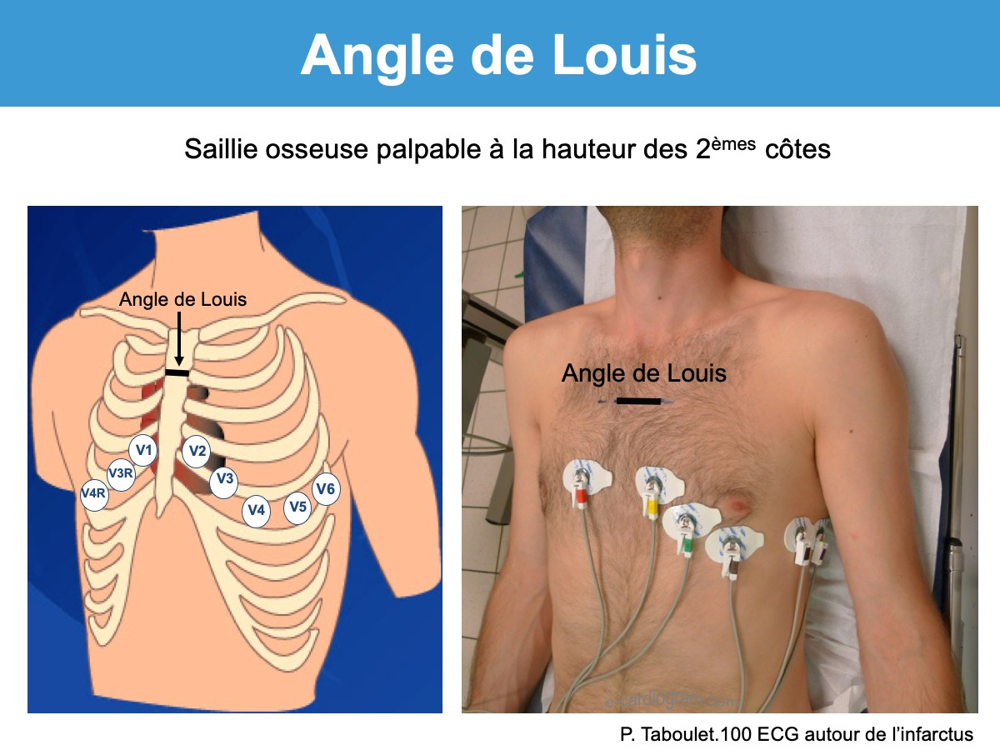 Angle de Louis
Saillie osseuse palpable à la hauteur des 2èmes côtes
Angle de Louis
V1
V2
V3R
V3
V4R
V6
V4
V5
Angle de Louis
P. Taboulet.100 ECG autour de l’infarctus